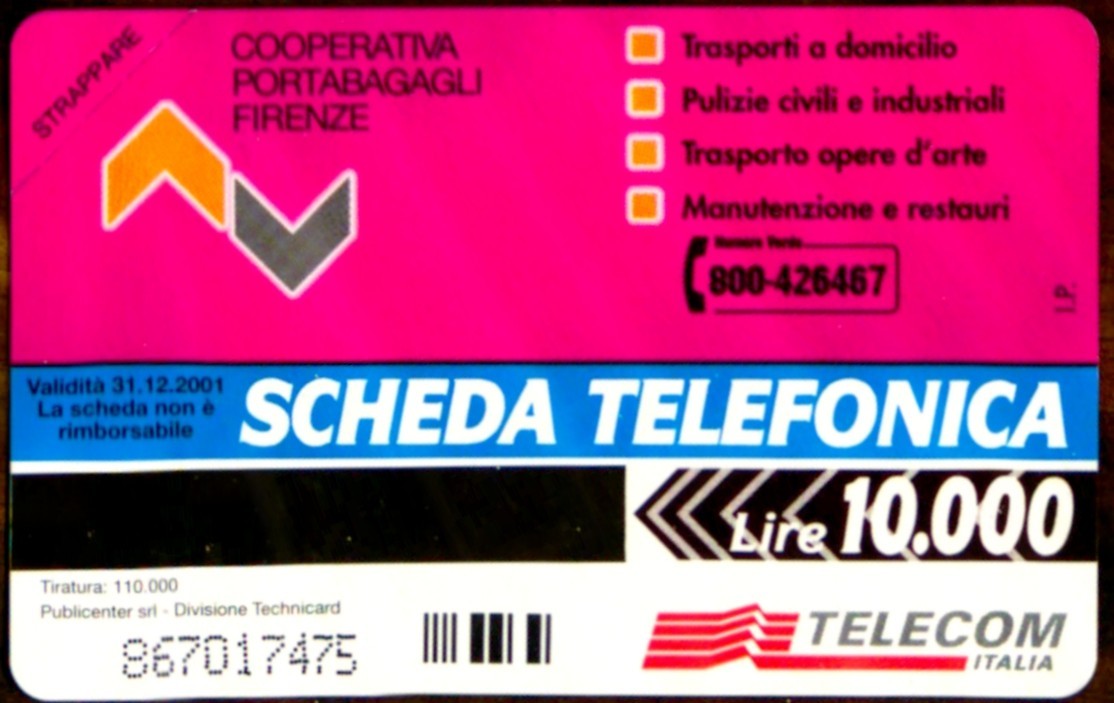 STRAPPARE
COOPERATIVA
PORTABAGAGLI
FIRENZE
Trasporti a domicilio
Pulizie civili e industriali
Trasporto opere d'arte
Manutenzione e restauri
Numero Verde
800-426467
I.P.
Validità 31.12.2001
La scheda non è
rimborsabile
SCHEDA TELEFONICA
Lire 10.000
Tiratura: 110.000
Publicenter srl - Divisione Technicard
867017475
TELECOM
ITALIA